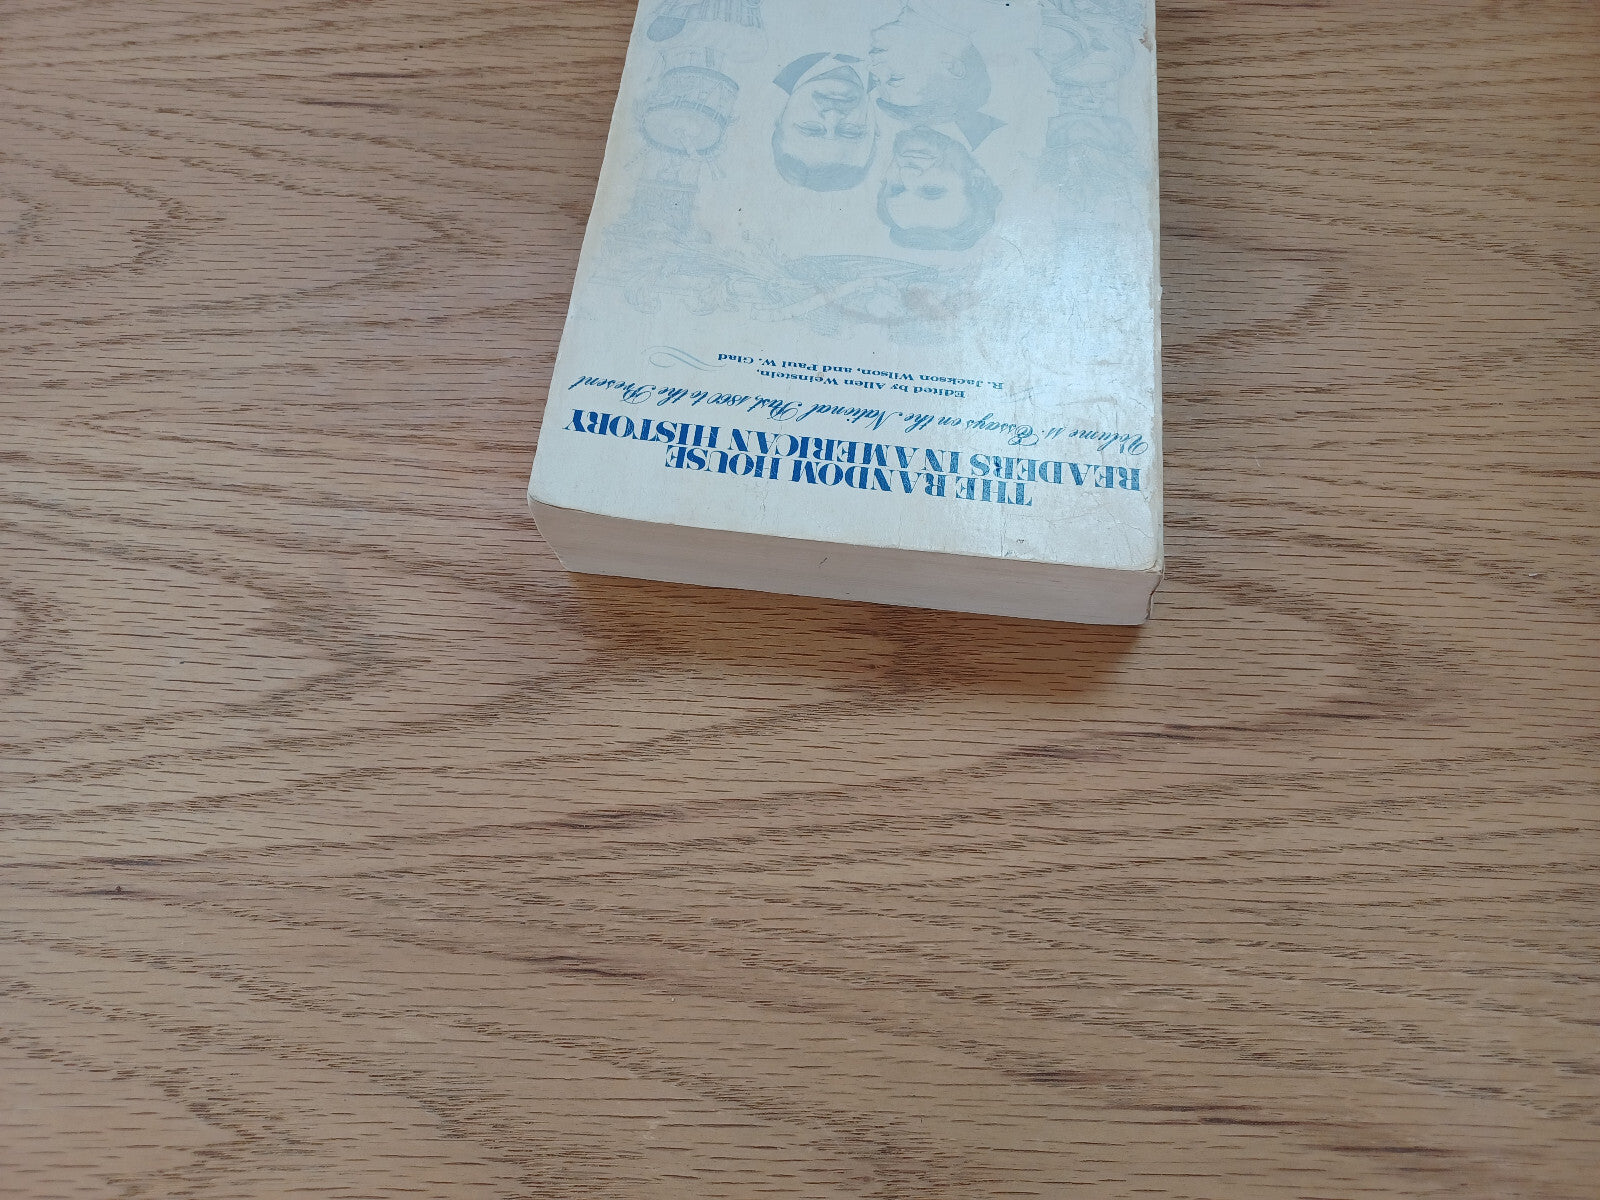 THE RANDOM HOUSE
READERS IN AMERICAN HISTORY
Volume II: Essays on the National Past, 1860 to the Present
Edited by Allen Weinstein,
R. Jackson Wilson, and Paul W. Glad